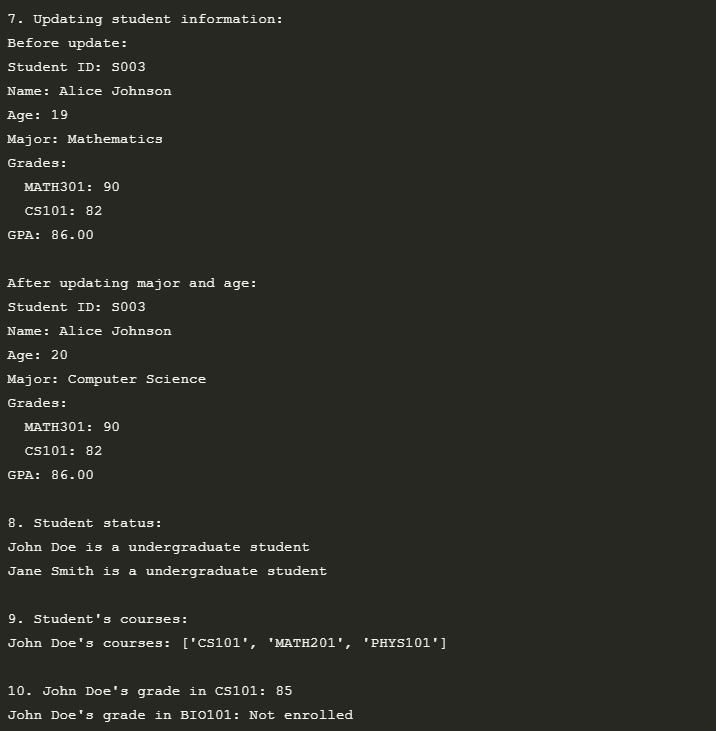 7. Updating student information:
Before update:
Student ID: S003
Name: Alice Johnson
Age: 19
Major: Mathematics
Grades:
  MATH301: 90
  CS101: 82
GPA: 86.00

After updating major and age:
Student ID: S003
Name: Alice Johnson
Age: 20
Major: Computer Science
Grades:
  MATH301: 90
  CS101: 82
GPA: 86.00

8. Student status:
John Doe is a undergraduate student
Jane Smith is a undergraduate student

9. Student's courses:
John Doe's courses: ['CS101', 'MATH201', 'PHYS101']

10. John Doe's grade in CS101: 85
John Doe's grade in BIO101: Not enrolled